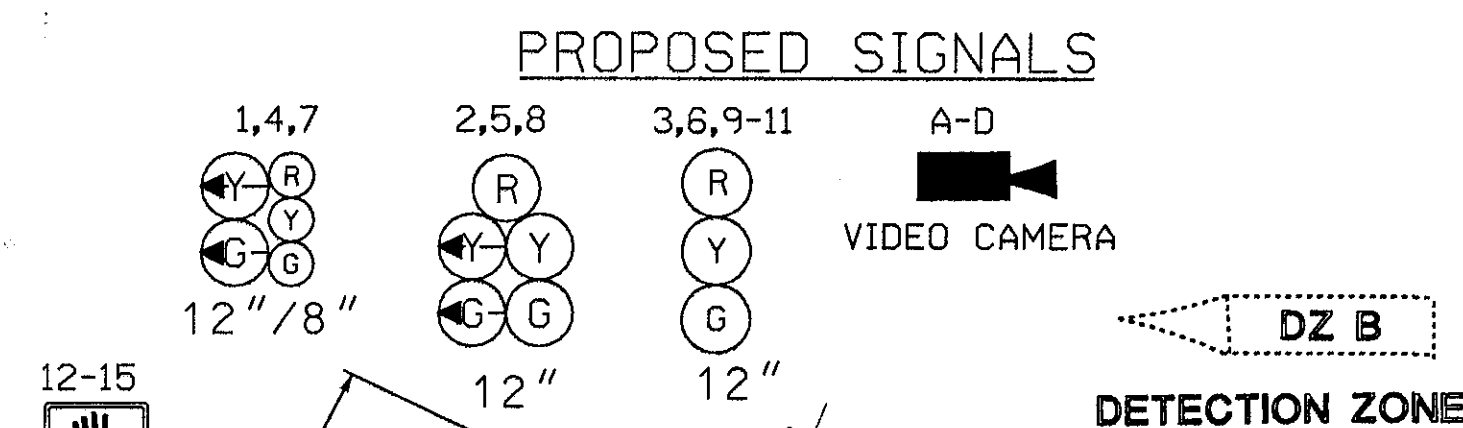 PROPOSED SIGNALS
1,4,7 2,5,8 3,6,9-11 A-D
Y R
Y
G G
12"/8"
R
Y Y
G G
12"
R
Y
G
12"
VIDEO CAMERA
DZ B
DETECTION ZONE
12-15